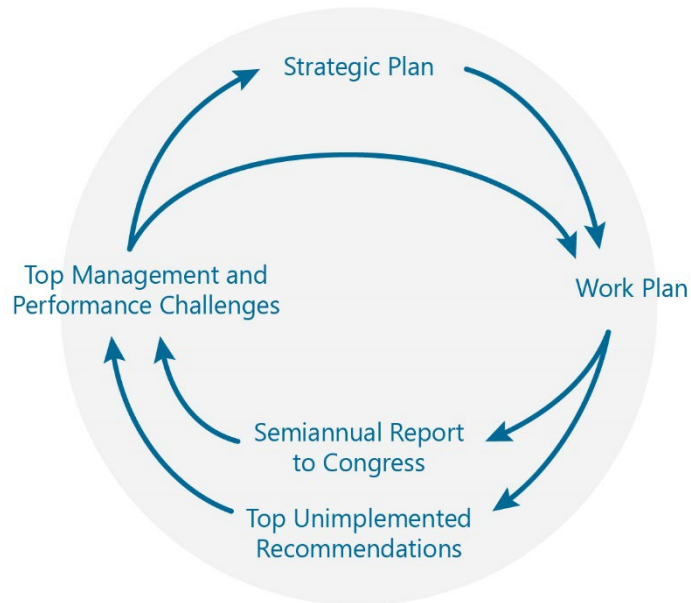 Strategic Plan
Top Management and
Performance Challenges
Work Plan
Semiannual Report
to Congress
Top Unimplemented
Recommendations